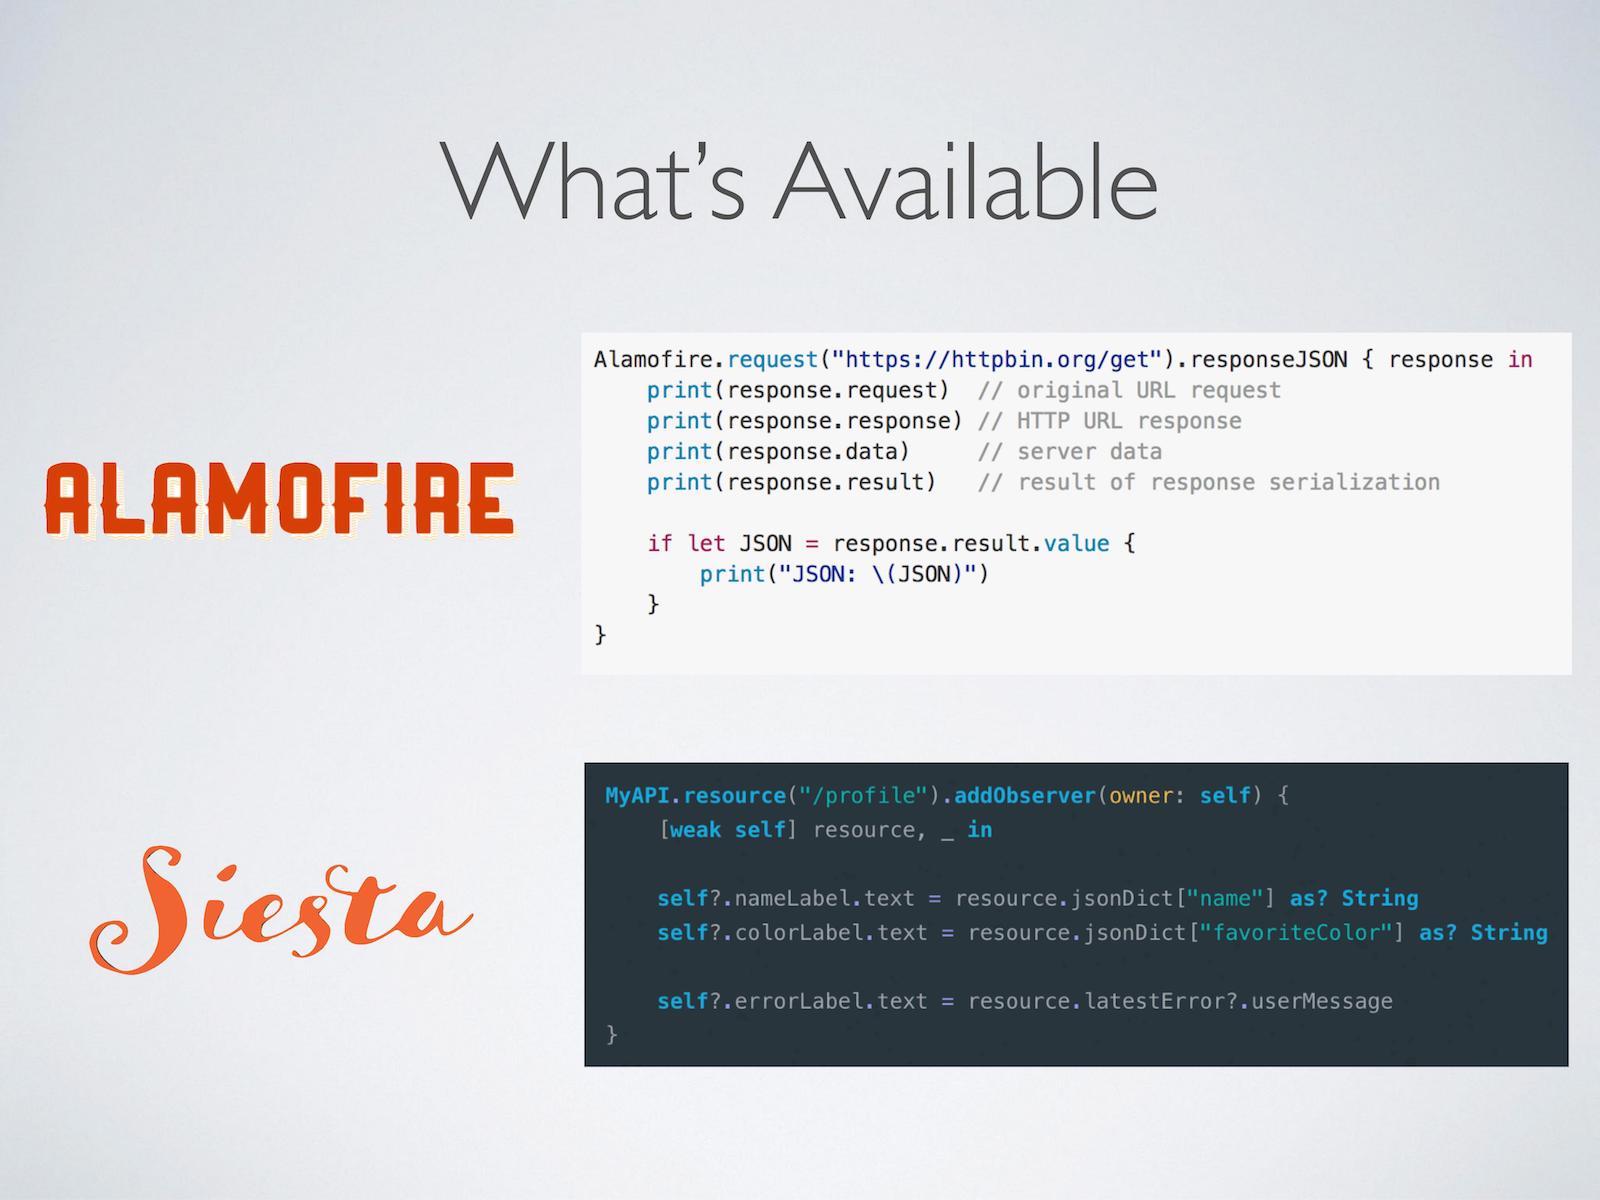 What's Available
ALAMOFIRE
Alamofire.request("https://httpbin.org/get").responseJSON { response in
    print(response.request)  // original URL request
    print(response.response) // HTTP URL response
    print(response.data)     // server data
    print(response.result)   // result of response serialization
    if let JSON = response.result.value {
        print("JSON: \(JSON)")
    }
}
Siesta
MyAPI.resource("/profile").addObserver(owner: self) {
    [weak self] resource, _ in
    self?.nameLabel.text = resource.jsonDict["name"] as? String
    self?.colorLabel.text = resource.jsonDict["favoriteColor"] as? String
    self?.errorLabel.text = resource.latestError?.userMessage
}